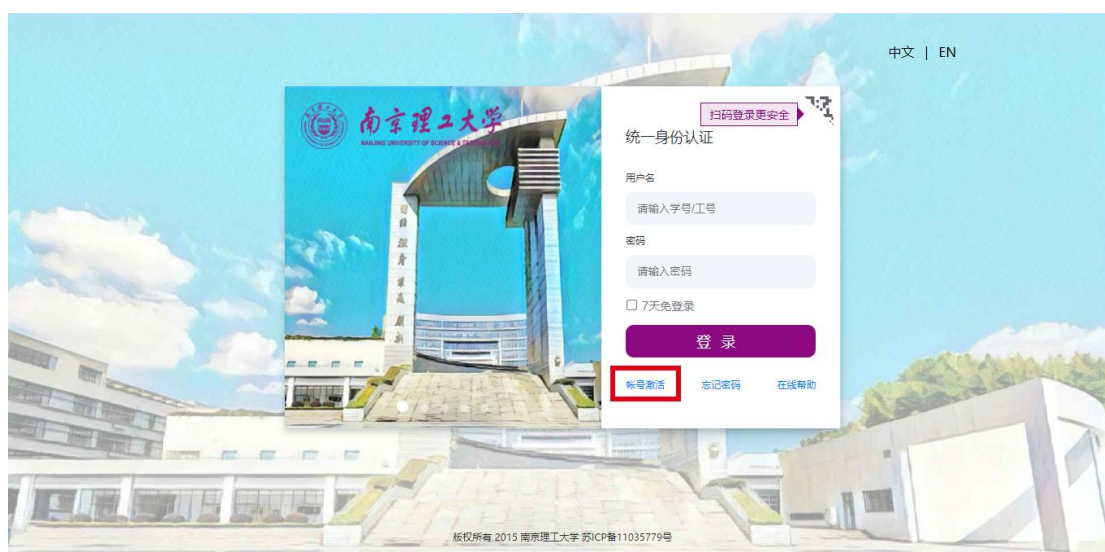 中文 | EN
南京理工大学
NANJING UNIVERSITY OF SCIENCE & TECHNOLOGY
扫码登录更安全
统一身份认证
用户名
请输入学号/工号
密码
请输入密码
7天免登录
登 录
帐号激活
忘记密码
在线帮助
版权所有 2015 南京理工大学 苏ICP备11035779号